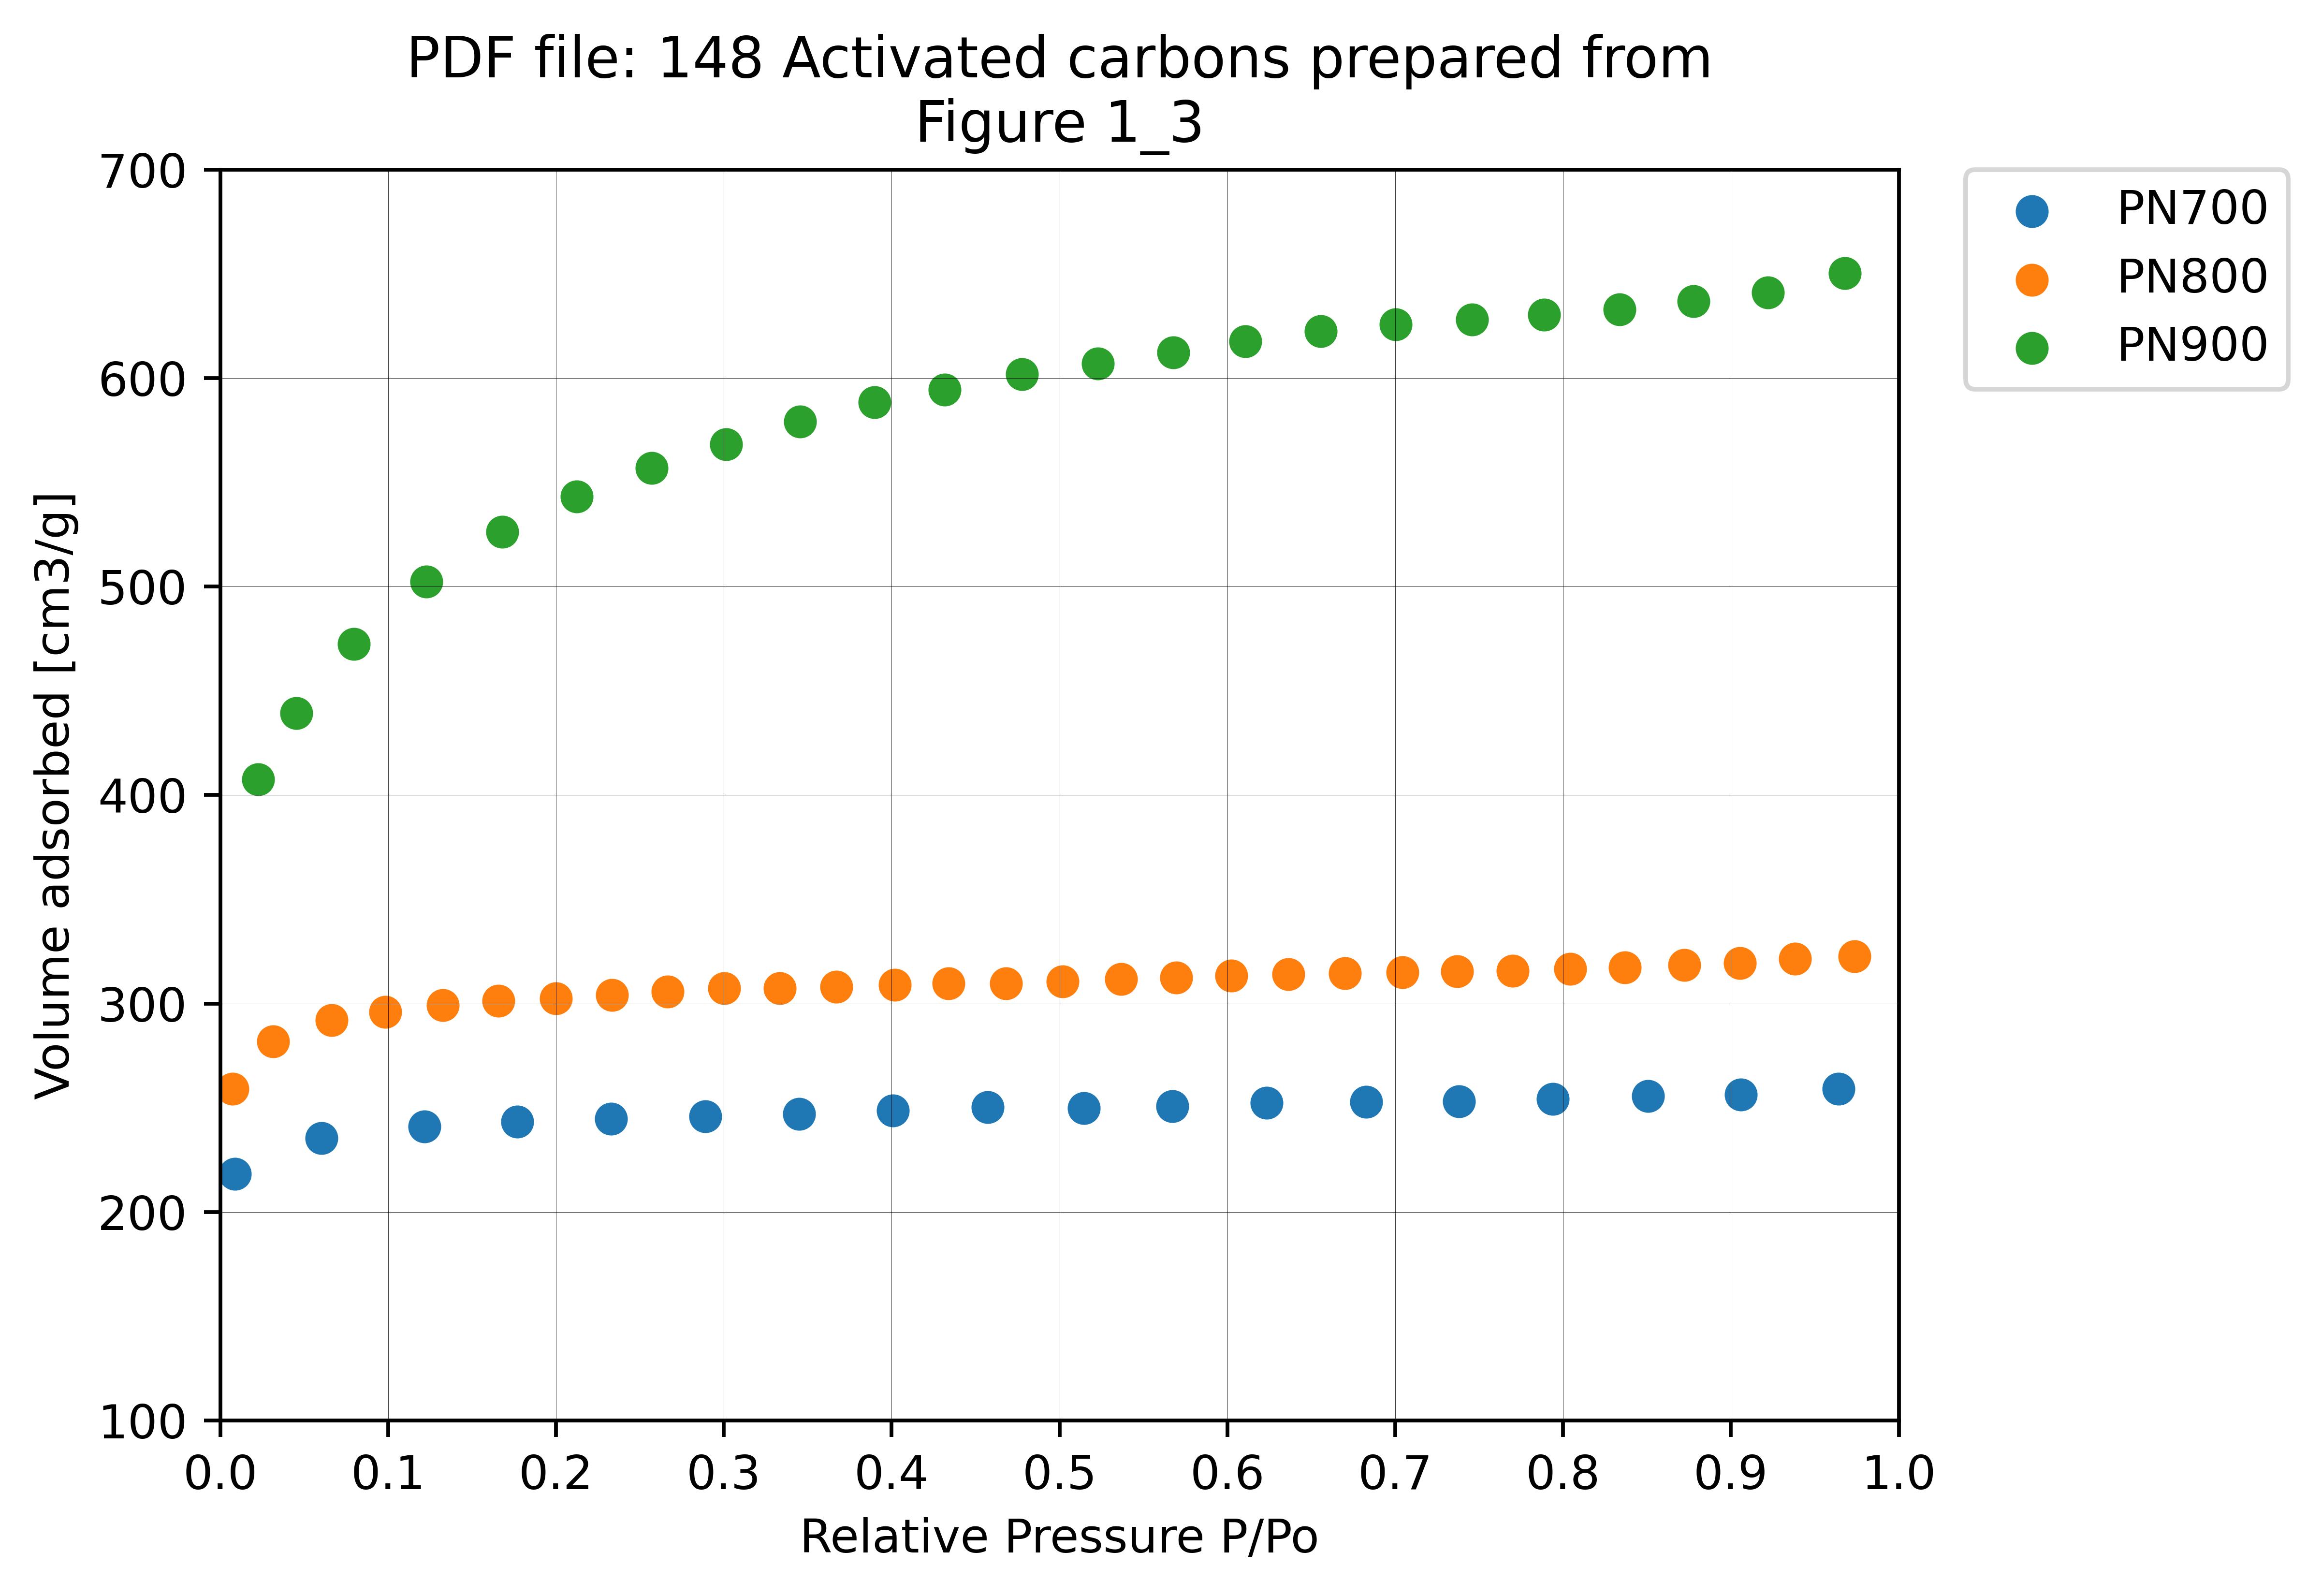 PDF file: 148 Activated carbons prepared from
Figure 1_3
700
600
500
400
300
200
100
Volume adsorbed [cm3/g]
0.0 0.1 0.2 0.3 0.4 0.5 0.6 0.7 0.8 0.9 1.0
Relative Pressure P/Po
PN700
PN800
PN900